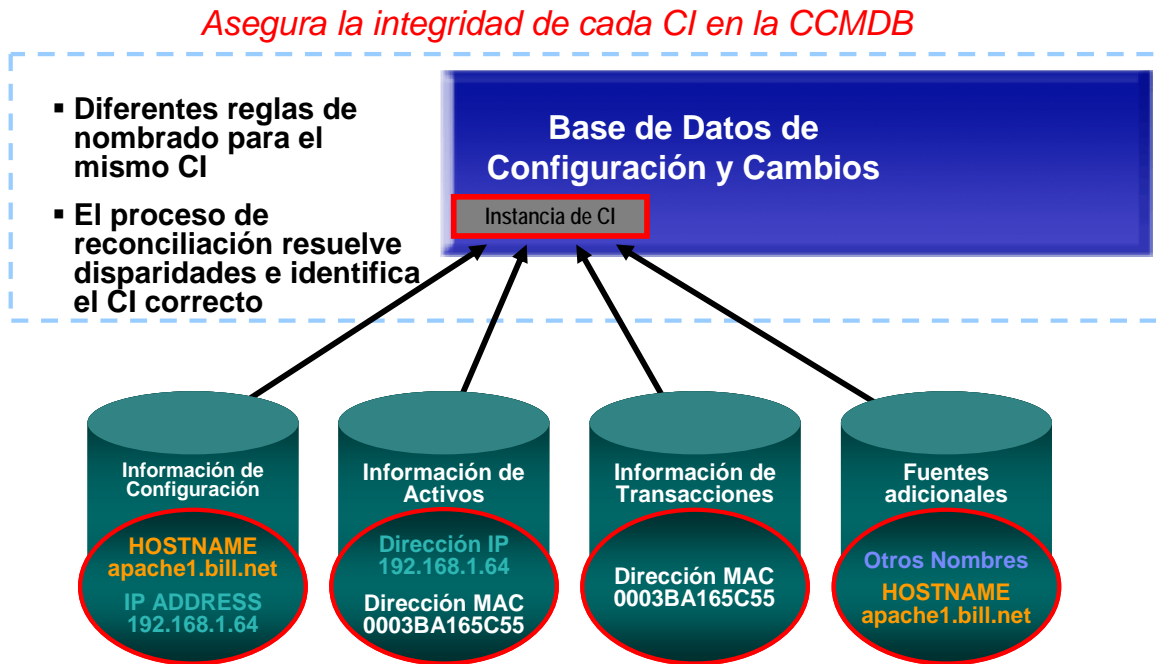 Asegura la integridad de cada CI en la CCMDB
▪ Diferentes reglas de
nombrado para el
mismo CI
▪ El proceso de
reconciliación resuelve
disparidades e identifica
el CI correcto
Base de Datos de
Configuración y Cambios
Instancia de CI
Información de
Configuración
HOSTNAME
apache1.bill.net
IP ADDRESS
192.168.1.64
Información de
Activos
Dirección IP
192.168.1.64
Dirección MAC
0003BA165C55
Información de
Transacciones
Dirección MAC
0003BA165C55
Fuentes
adicionales
Otros Nombres
HOSTNAME
apache1.bill.net